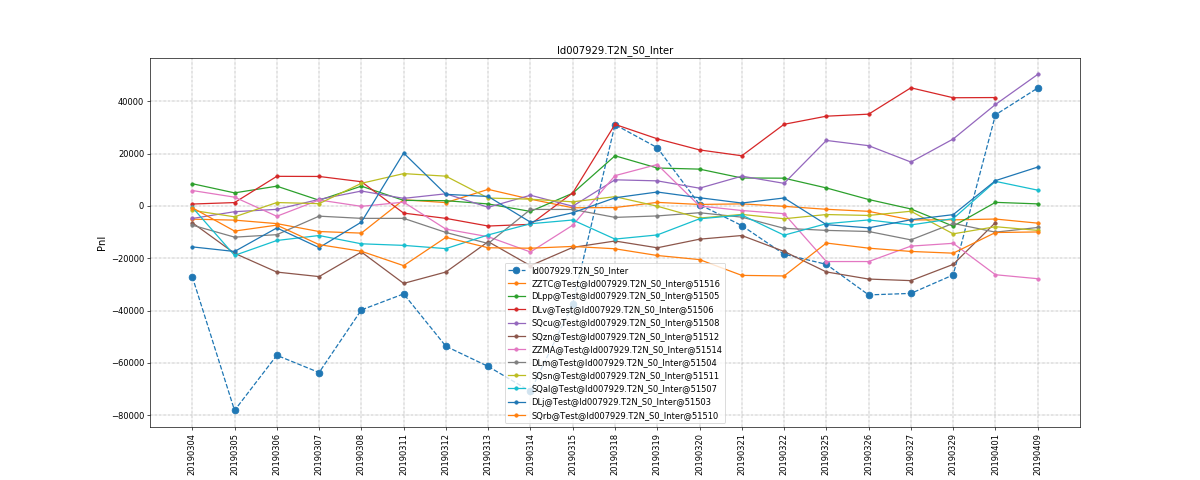 Id007929.T2N_S0_Inter
PnI
40000
20000
0
−20000
−40000
−60000
−80000
Id007929.T2N_S0_Inter
ZZTC@Test@Id007929.T2N_S0_Inter@51516
DLpp@Test@Id007929.T2N_S0_Inter@51505
DLv@Test@Id007929.T2N_S0_Inter@51506
SQcu@Test@Id007929.T2N_S0_Inter@51508
SQzn@Test@Id007929.T2N_S0_Inter@51512
ZZMA@Test@Id007929.T2N_S0_Inter@51514
DLm@Test@Id007929.T2N_S0_Inter@51504
SQsn@Test@Id007929.T2N_S0_Inter@51511
SQal@Test@Id007929.T2N_S0_Inter@51507
DLj@Test@Id007929.T2N_S0_Inter@51503
SQrb@Test@Id007929.T2N_S0_Inter@51510
20190304
20190305
20190306
20190307
20190308
20190311
20190312
20190313
20190314
20190315
20190318
20190319
20190320
20190321
20190322
20190325
20190326
20190327
20190329
20190401
20190409